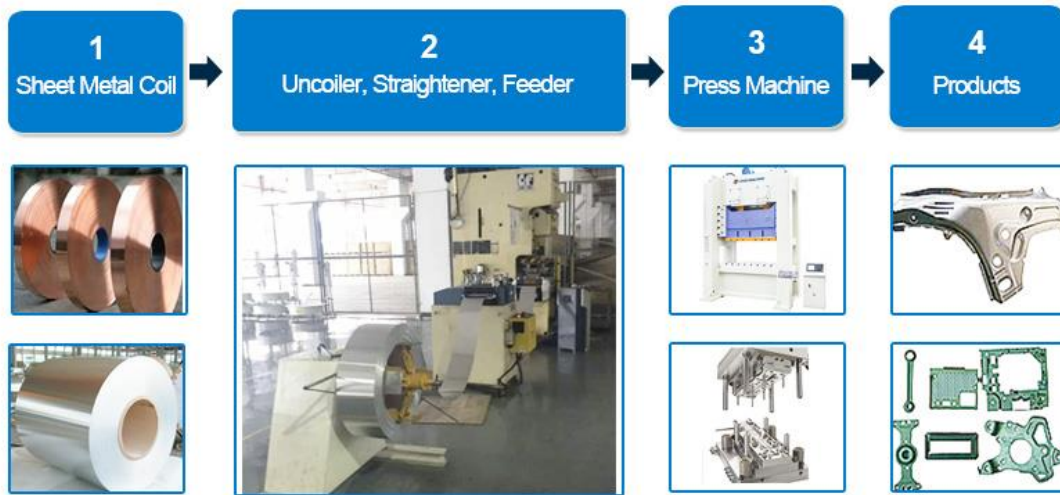 1
Sheet Metal Coil
2
Uncoiler, Straightener, Feeder
3
Press Machine
4
Products